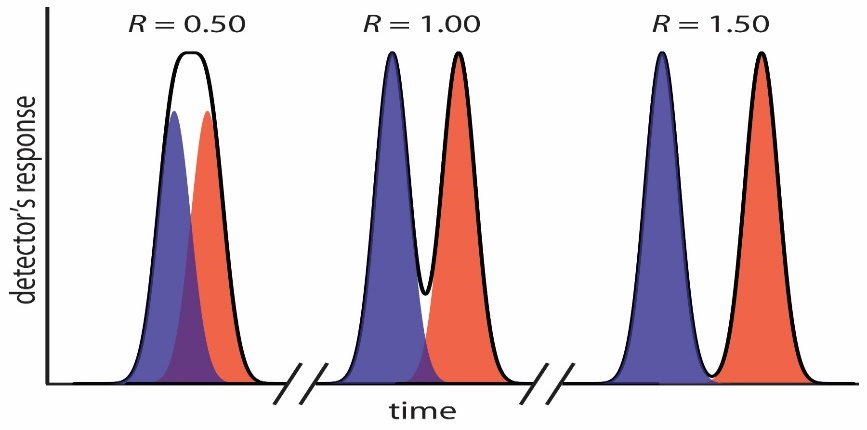 R = 0.50
R = 1.00
R = 1.50
detector's response
time